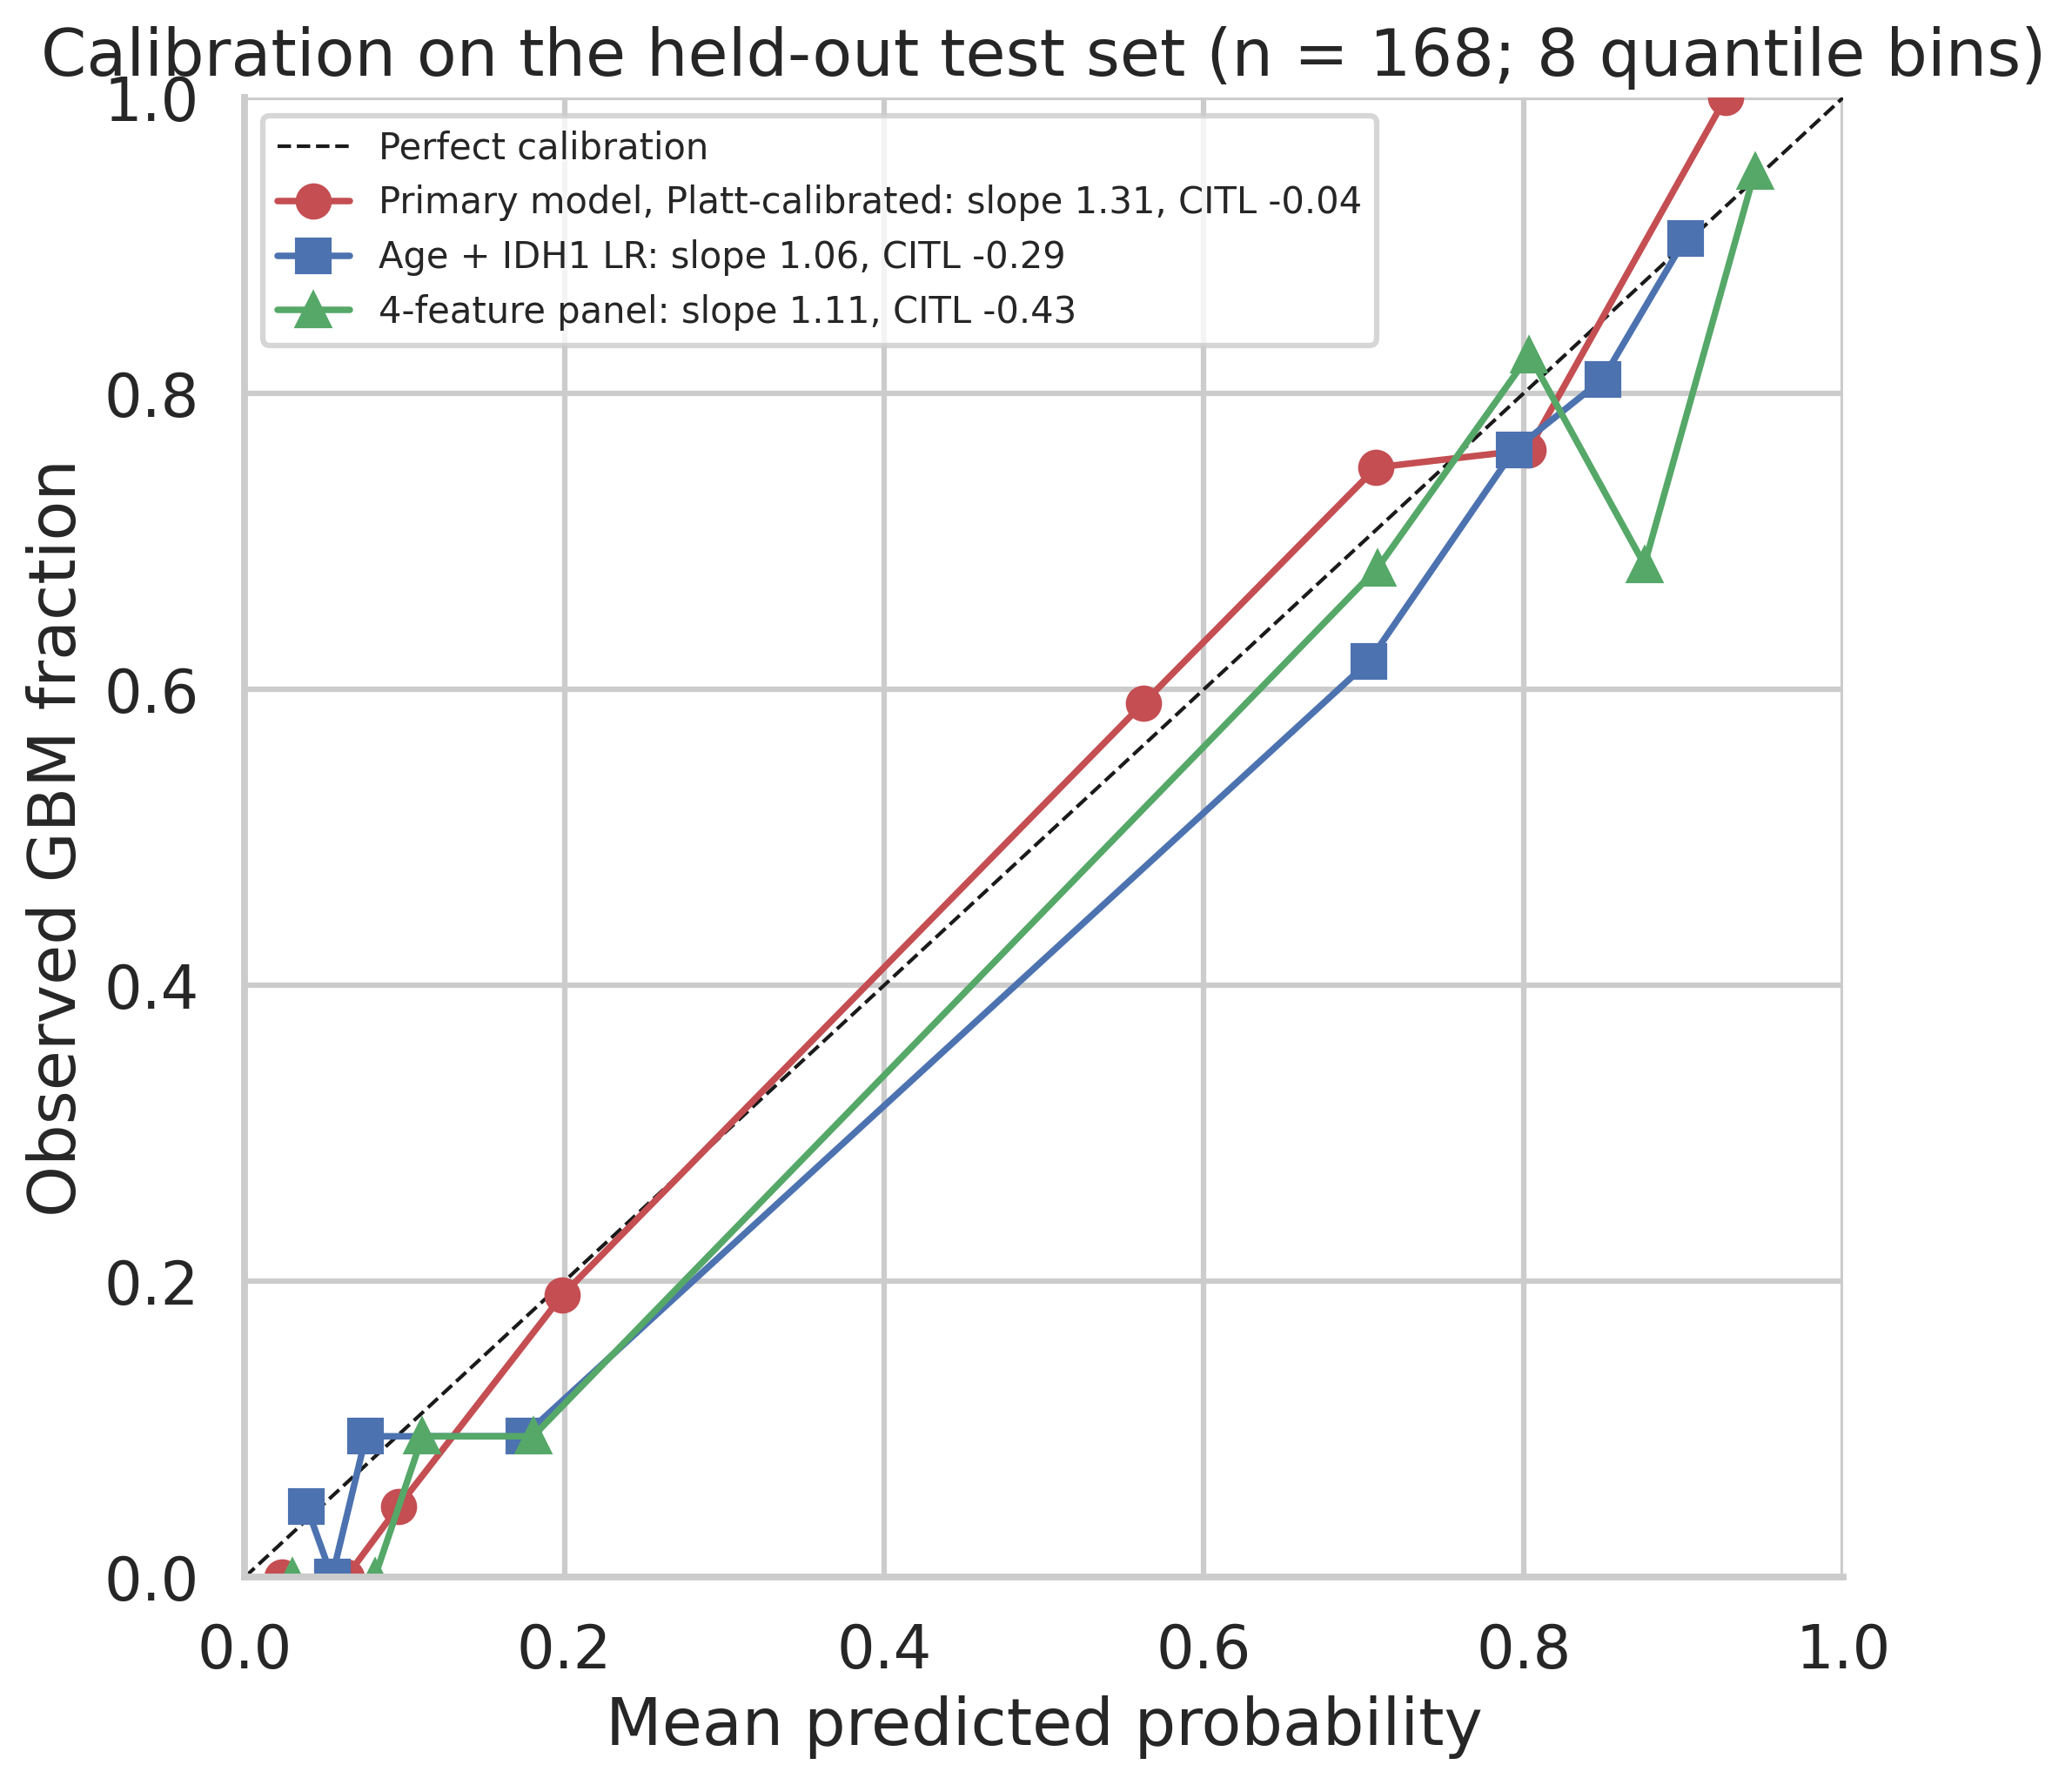 Calibration on the held-out test set (n = 168; 8 quantile bins)
Perfect calibration
Primary model, Platt-calibrated: slope 1.31, CITL -0.04
Age + IDH1 LR: slope 1.06, CITL -0.29
4-feature panel: slope 1.11, CITL -0.43
Observed GBM fraction
1.0
0.8
0.6
0.4
0.2
0.0
0.0 0.2 0.4 0.6 0.8 1.0
Mean predicted probability